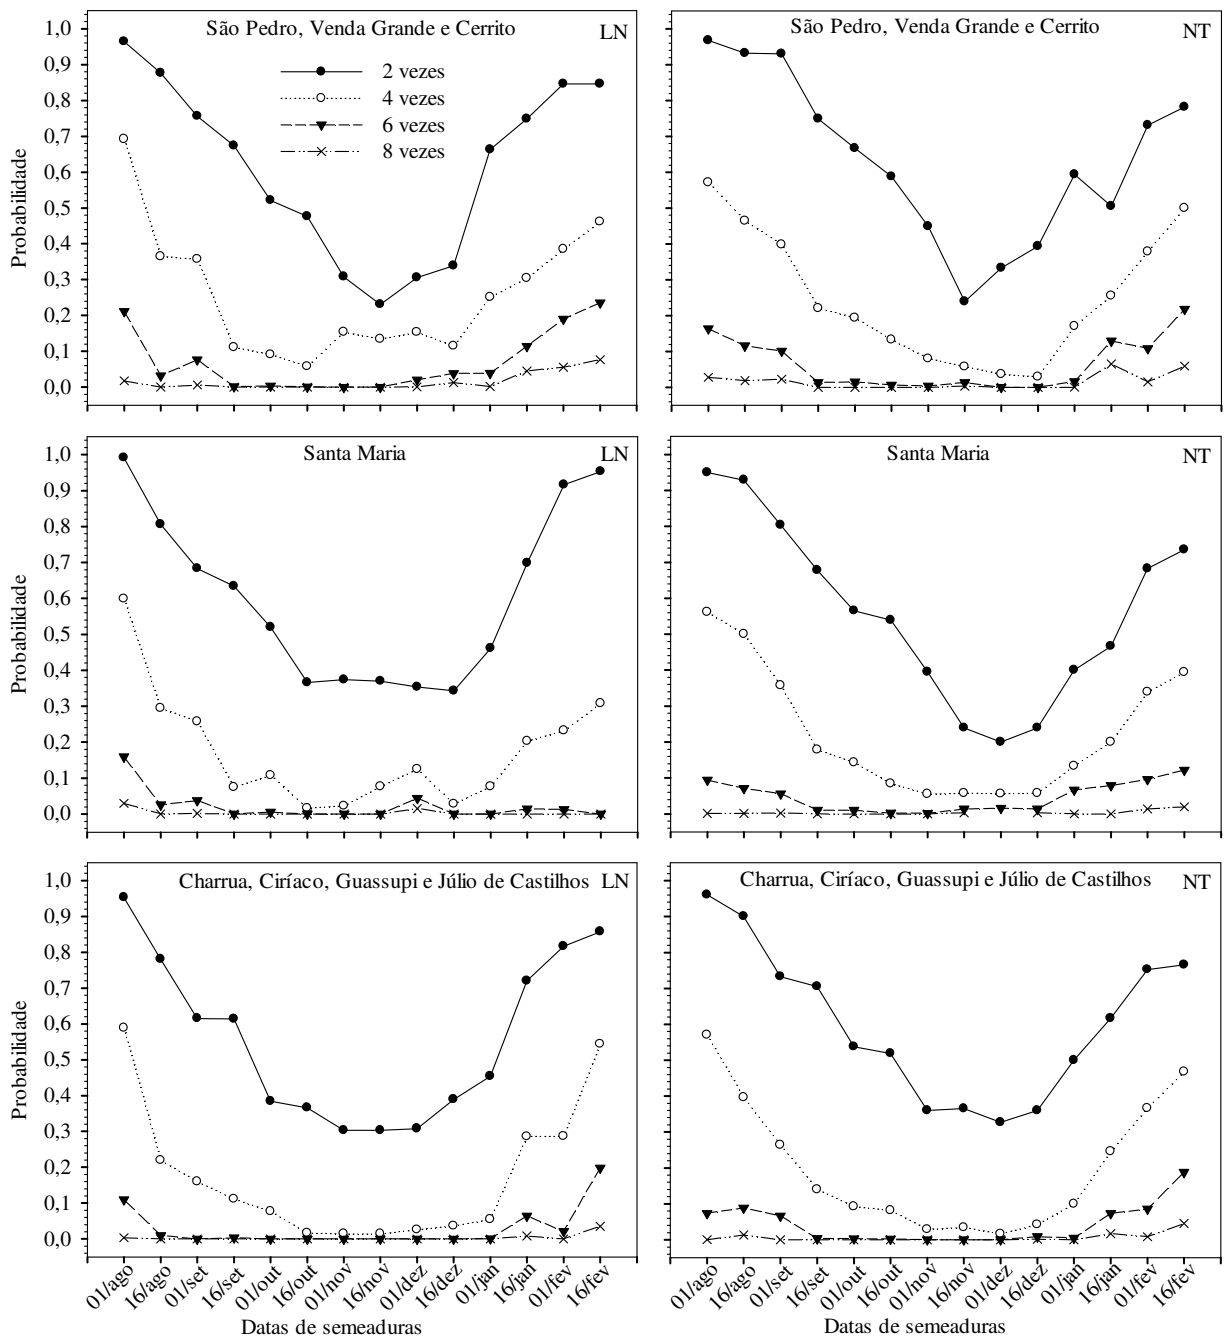 São Pedro, Venda Grande e Cerrito LN
2 vezes
4 vezes
6 vezes
8 vezes
Probabilidade
1,0
0,9
0,8
0,7
0,6
0,5
0,4
0,3
0,2
0,1
0,0
São Pedro, Venda Grande e Cerrito NT
Santa Maria LN
Probabilidade
1,0
0,9
0,8
0,7
0,6
0,5
0,4
0,3
0,2
0,1
0,0
Santa Maria NT
Charrua, Ciríaco, Guassupi e Júlio de Castilhos LN
Probabilidade
1,0
0,9
0,8
0,7
0,6
0,5
0,4
0,3
0,2
0,1
0,0
01/ago 16/ago 01/set 16/set 01/out 16/out 01/nov 16/nov 01/dez 16/dez 01/jan 16/jan 01/fev 16/fev
Datas de semeaduras
Charrua, Ciríaco, Guassupi e Júlio de Castilhos NT
01/ago 16/ago 01/set 16/set 01/out 16/out 01/nov 16/nov 01/dez 16/dez 01/jan 16/jan 01/fev 16/fev
Datas de semeaduras